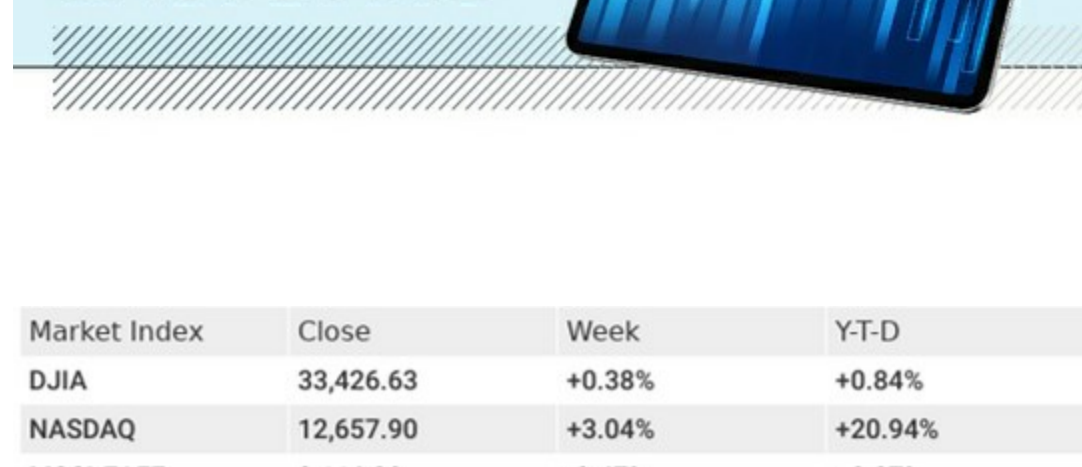 Market Index Close Week Y-T-D
DJIA 33,426.63 +0.38% +0.84%
NASDAQ 12,657.90 +3.04% +20.94%